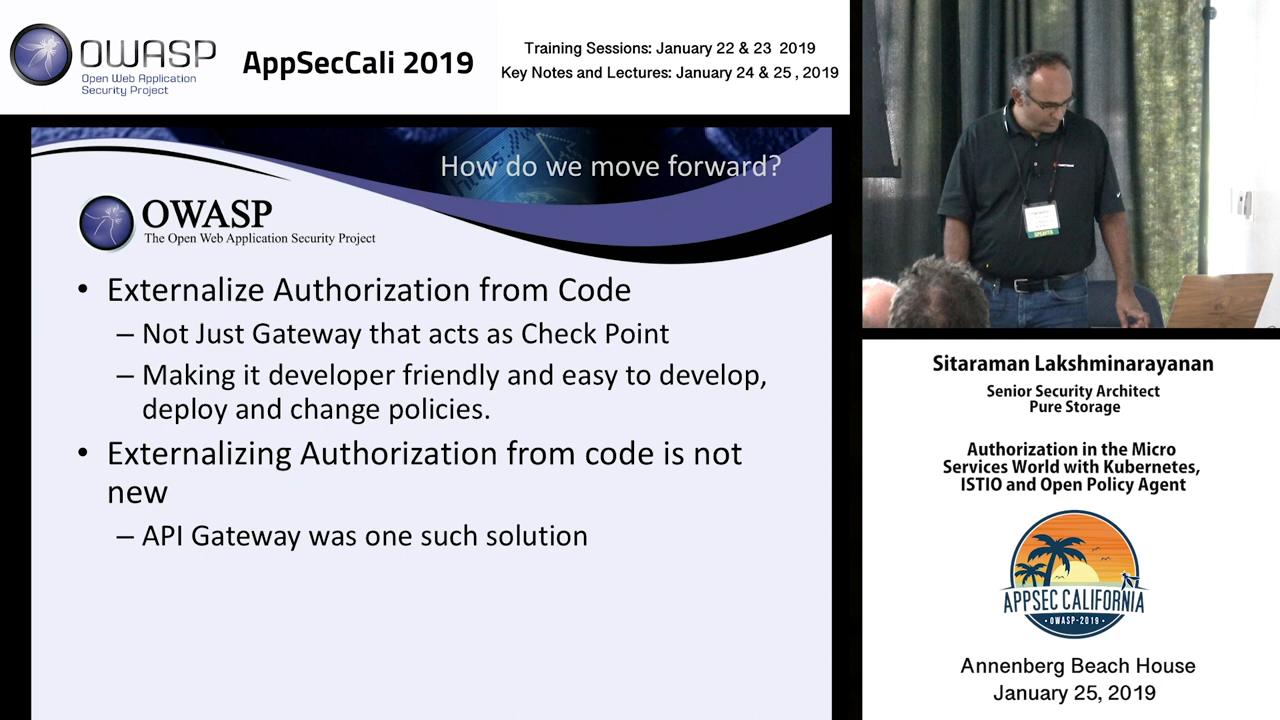 OWASP
Open Web Application
Security Project
AppSecCali 2019
Training Sessions: January 22 & 23 2019
Key Notes and Lectures: January 24 & 25 , 2019
How do we move forward?
OWASP
The Open Web Application Security Project
• Externalize Authorization from Code
– Not Just Gateway that acts as Check Point
– Making it developer friendly and easy to develop,
deploy and change policies.
• Externalizing Authorization from code is not
new
– API Gateway was one such solution
SPEAKER
Sitaraman Lakshminarayanan
Senior Security Architect
Pure Storage
Authorization in the Micro
Services World with Kubernetes,
ISTIO and Open Policy Agent
APPSEC CALIFORNIA
• OWASP-2019 •
Annenberg Beach House
January 25, 2019